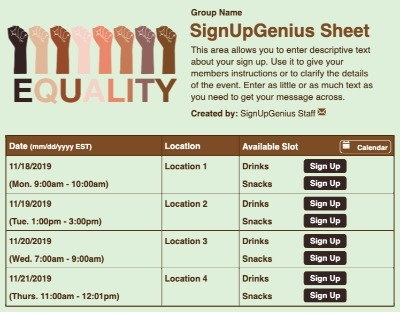 Group Name
SignUpGenius Sheet
EQUALITY
This area allows you to enter descriptive text
about your sign up. Use it to give your
members instructions or to clarify the details
of the event. Enter as little or as much text as
you need to get your message across.
Created by: SignUpGenius Staff
Date (mm/dd/yyyy EST) Location Available Slot Calendar
11/18/2019 Location 1 Drinks Sign Up
(Mon. 9:00am - 10:00am) Snacks Sign Up
11/19/2019 Location 2 Drinks Sign Up
(Tue. 1:00pm - 3:00pm) Snacks Sign Up
11/20/2019 Location 3 Drinks Sign Up
(Wed. 7:00am - 9:00am) Snacks Sign Up
11/21/2019 Location 4 Drinks Sign Up
(Thurs. 11:00am - 12:01pm) Snacks Sign Up